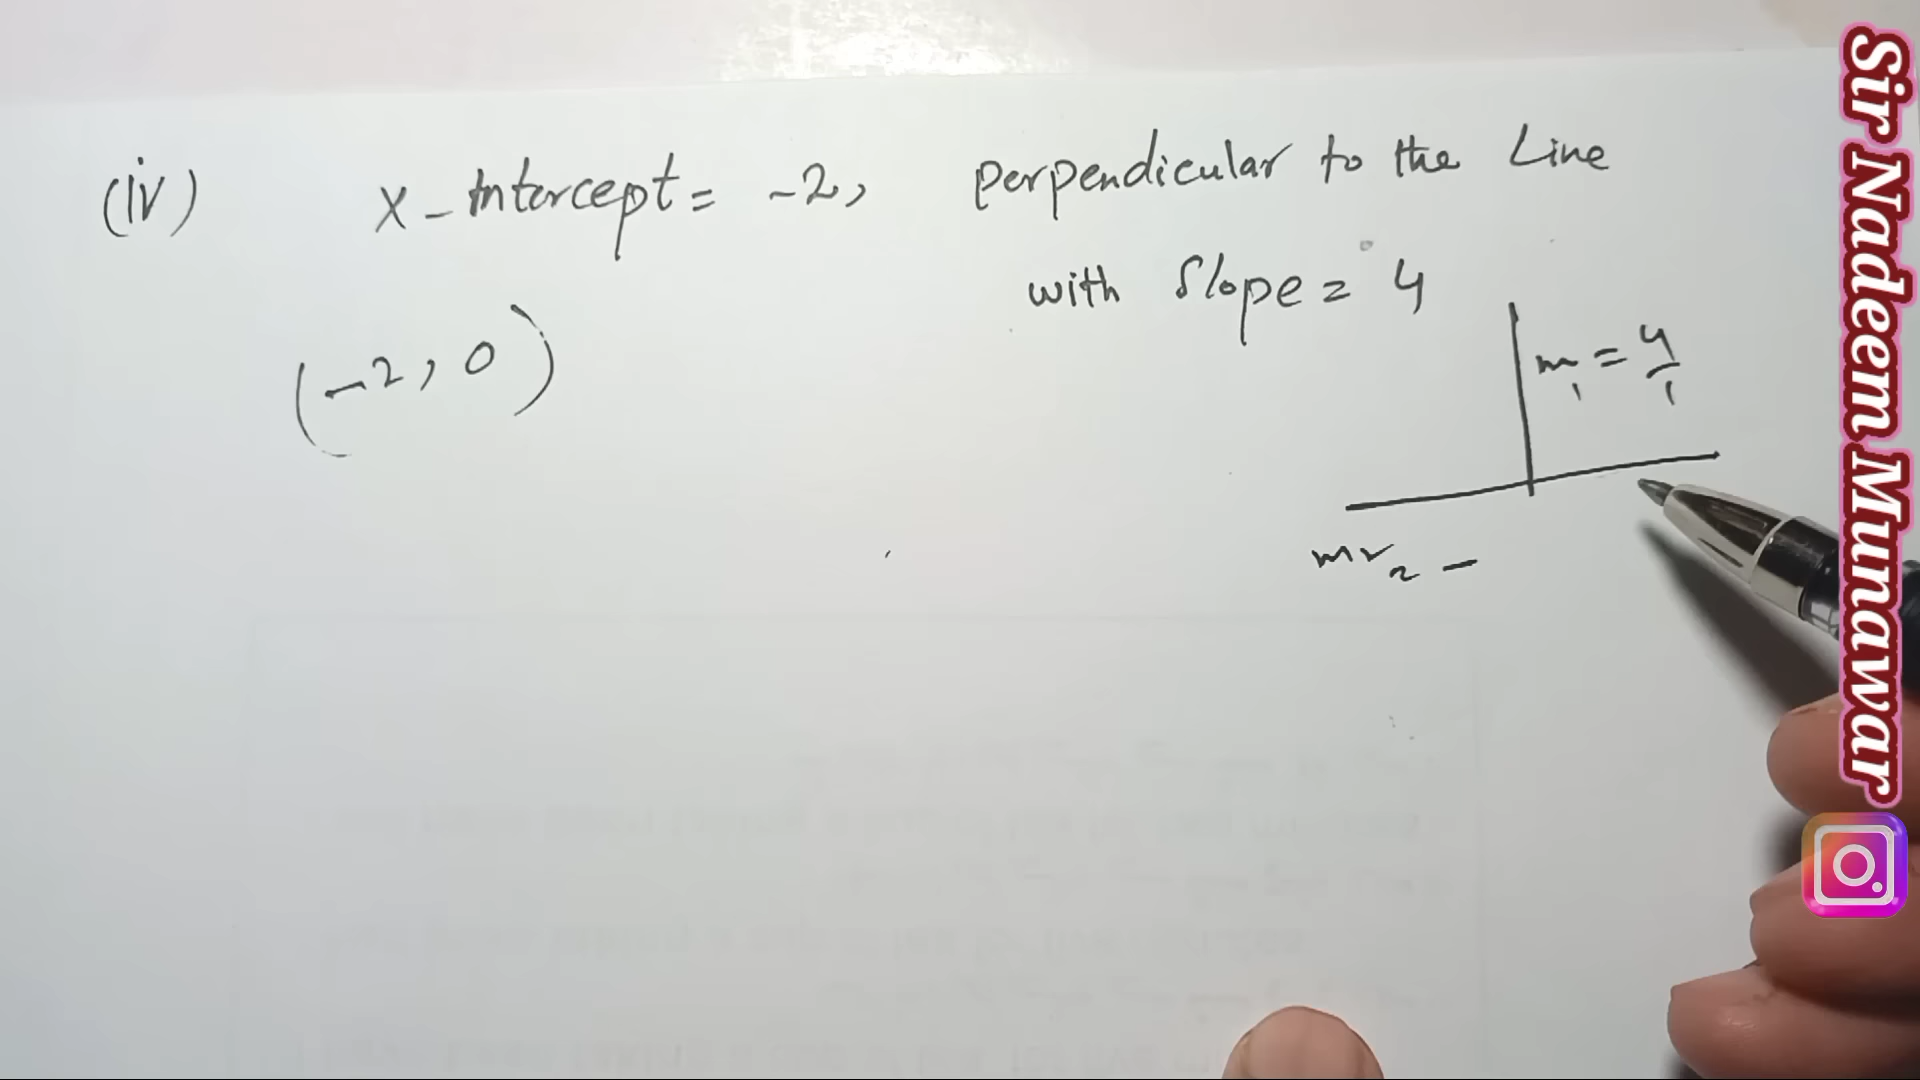 (iv) X-Intercept = -2, perpendicular to the Line
with Slope = 4
(-2, 0)
m₁ = 4/1
m₂ -
Sir Nadeem Munawar